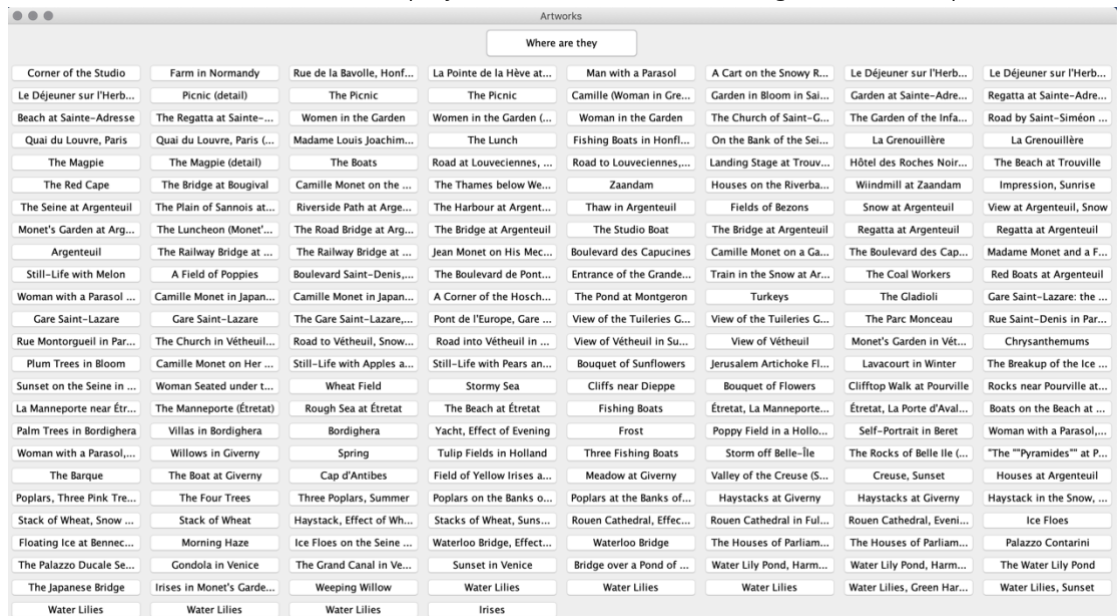 Artworks
Where are they
Corner of the Studio Farm in Normandy Rue de la Bavolle, Honf... La Pointe de la Hève at... Man with a Parasol A Cart on the Snowy R... Le Déjeuner sur l'Herb... Le Déjeuner sur l'Herb...
Le Déjeuner sur l'Herb... Picnic (detail) The Picnic The Picnic Camille (Woman in Gre... Garden in Bloom in Sai... Garden at Sainte-Adre... Regatta at Sainte-Adre...
Beach at Sainte-Adresse The Regatta at Sainte-... Women in the Garden Women in the Garden (... Woman in the Garden The Church of Saint-G... The Garden of the Infa... Road by Saint-Siméon ...
Quai du Louvre, Paris Quai du Louvre, Paris (... Madame Louis Joachim... The Lunch Fishing Boats in Honfl... On the Bank of the Sei... La Grenouillère La Grenouillère
The Magpie The Magpie (detail) The Boats Road at Louveciennes, ... Road to Louveciennes,... Landing Stage at Trouv... Hôtel des Roches Noir... The Beach at Trouville
The Red Cape The Bridge at Bougival Camille Monet on the ... The Thames below We... Zaandam Houses on the Riverba... Wiindmill at Zaandam Impression, Sunrise
The Seine at Argenteuil The Plain of Sannois at... Riverside Path at Arge... The Harbour at Argent... Thaw in Argenteuil Fields of Bezons Snow at Argenteuil View at Argenteuil, Snow
Monet's Garden at Arg... The Luncheon (Monet'... The Road Bridge at Arg... The Bridge at Argenteuil The Studio Boat The Bridge at Argenteuil Regatta at Argenteuil Regatta at Argenteuil
Argenteuil The Railway Bridge at ... The Railway Bridge at ... Jean Monet on His Mec... Boulevard des Capucines Camille Monet on a Ga... The Boulevard des Cap... Madame Monet and a F...
Still-Life with Melon A Field of Poppies Boulevard Saint-Denis,... The Boulevard de Pont... Entrance of the Grande... Train in the Snow at Ar... The Coal Workers Red Boats at Argenteuil
Woman with a Parasol ... Camille Monet in Japan... Camille Monet in Japan... A Corner of the Hosch... The Pond at Montgeron Turkeys The Gladioli Gare Saint-Lazare: the ...
Gare Saint-Lazare Gare Saint-Lazare The Gare Saint-Lazare,... Pont de l'Europe, Gare ... View of the Tuileries G... View of the Tuileries G... The Parc Monceau Rue Saint-Denis in Par...
Rue Montorgueil in Par... The Church in Vétheuil... Road to Vétheuil, Snow... Road into Vétheuil in ... View of Vétheuil in Su... View of Vétheuil Monet's Garden in Vét... Chrysanthemums
Plum Trees in Bloom Camille Monet on Her ... Still-Life with Apples a... Still-Life with Pears an... Bouquet of Sunflowers Jerusalem Artichoke Fl... Lavacourt in Winter The Breakup of the Ice ...
Sunset on the Seine in ... Woman Seated under t... Wheat Field Stormy Sea Cliffs near Dieppe Bouquet of Flowers Clifftop Walk at Pourville Rocks near Pourville at...
La Manneporte near Étr... The Manneporte (Étretat) Rough Sea at Étretat The Beach at Étretat Fishing Boats Étretat, La Manneporte... Étretat, La Porte d'Aval... Boats on the Beach at ...
Palm Trees in Bordighera Villas in Bordighera Bordighera Yacht, Effect of Evening Frost Poppy Field in a Hollo... Self-Portrait in Beret Woman with a Parasol,...
Woman with a Parasol,... Willows in Giverny Spring Tulip Fields in Holland Three Fishing Boats Storm off Belle-Île The Rocks of Belle Ile (... "The ""Pyramides"" at P...
The Barque The Boat at Giverny Cap d'Antibes Field of Yellow Irises a... Meadow at Giverny Valley of the Creuse (S... Creuse, Sunset Houses at Argenteuil
Poplars, Three Pink Tre... The Four Trees Three Poplars, Summer Poplars on the Banks o... Poplars at the Banks of... Haystacks at Giverny Haystacks at Giverny Haystack in the Snow, ...
Stack of Wheat, Snow ... Stack of Wheat Haystack, Effect of Wh... Stacks of Wheat, Suns... Rouen Cathedral, Effec... Rouen Cathedral in Ful... Rouen Cathedral, Eveni... Ice Floes
Floating Ice at Bennec... Morning Haze Ice Floes on the Seine ... Waterloo Bridge, Effect... Waterloo Bridge The Houses of Parliam... The Houses of Parliam... Palazzo Contarini
The Palazzo Ducale Se... Gondola in Venice The Grand Canal in Ve... Sunset in Venice Bridge over a Pond of ... Water Lily Pond, Harm... Water Lily Pond, Harm... The Water Lily Pond
The Japanese Bridge Irises in Monet's Garde... Weeping Willow Water Lilies Water Lilies Water Lilies Water Lilies, Green Har... Water Lilies, Sunset
Water Lilies Water Lilies Water Lilies Irises